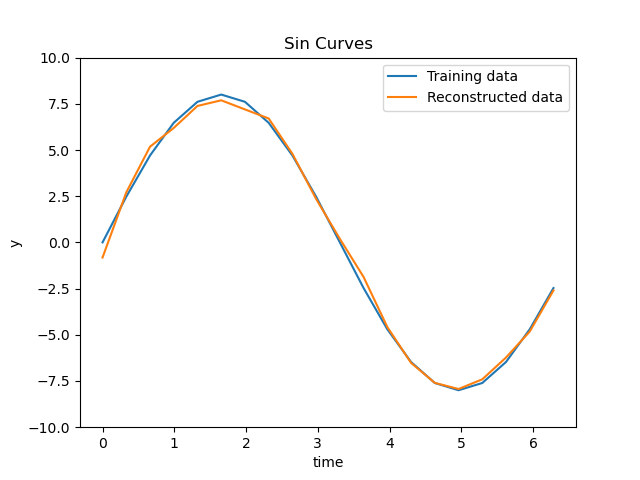 Sin Curves
Training data
Reconstructed data
10.0
7.5
5.0
2.5
0.0
−2.5
−5.0
−7.5
−10.0
y
0 1 2 3 4 5 6
time